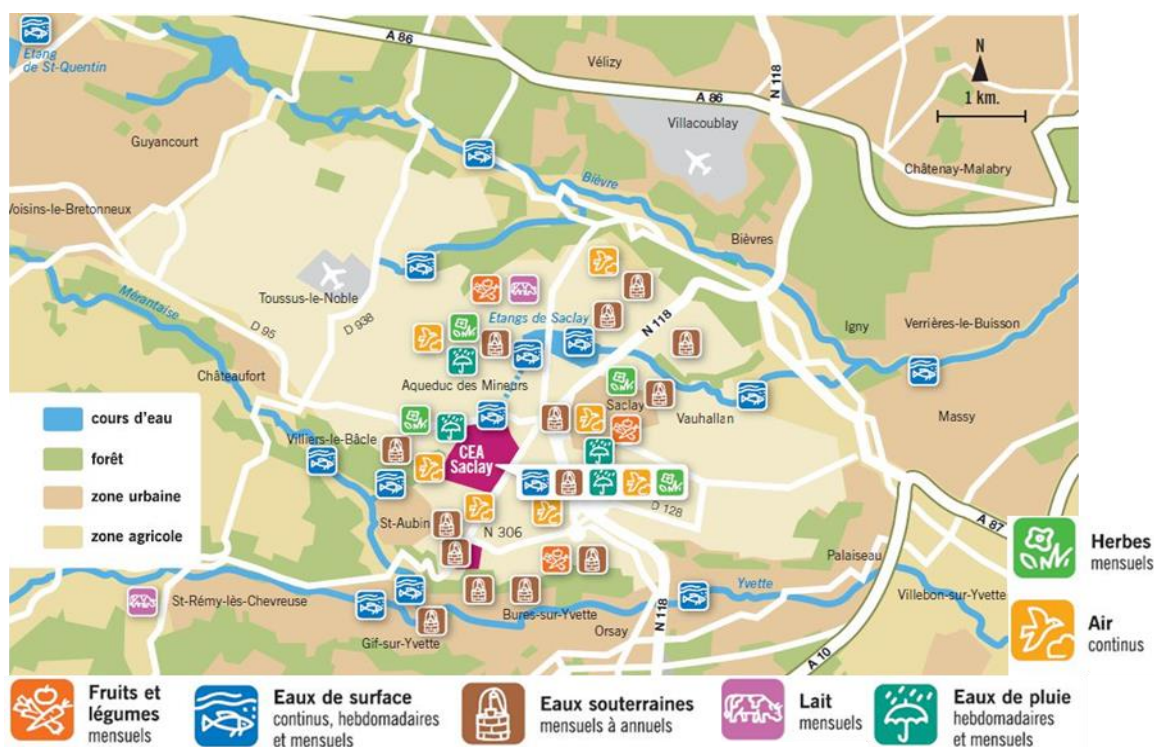 Etang
de St-Quentin
A 86
Vélizy
N 118
N
1 km.
A 86
Villacoublay
Guyancourt
Châtenay-Malabry
Bièvre
Voisins-le-Bretonneux
Bièvres
Toussus-le-Noble
Mérantaise
D 95
D 938
Etangs de Saclay
N 118
Igny
Verrières-le-Buisson
Châteaufort
Aqueduc des Mineurs
Saclay
Vauhallan
Massy
cours d'eau
forêt
zone urbaine
zone agricole
Villiers-le-Bâcle
CEA
Saclay
St-Aubin
N 306
D 128
A 87
Palaiseau
Yvette
Villebon-sur-Yvette
St-Rémy-lès-Chevreuse
Bures-sur-Yvette
Gif-sur-Yvette
Orsay
N 118
A 10
Herbes
mensuels
Air
continus
Fruits et
légumes
mensuels
Eaux de surface
continus, hebdomadaires
et mensuels
Eaux souterraines
mensuels à annuels
Lait
mensuels
Eaux de pluie
hebdomadaires
et mensuels